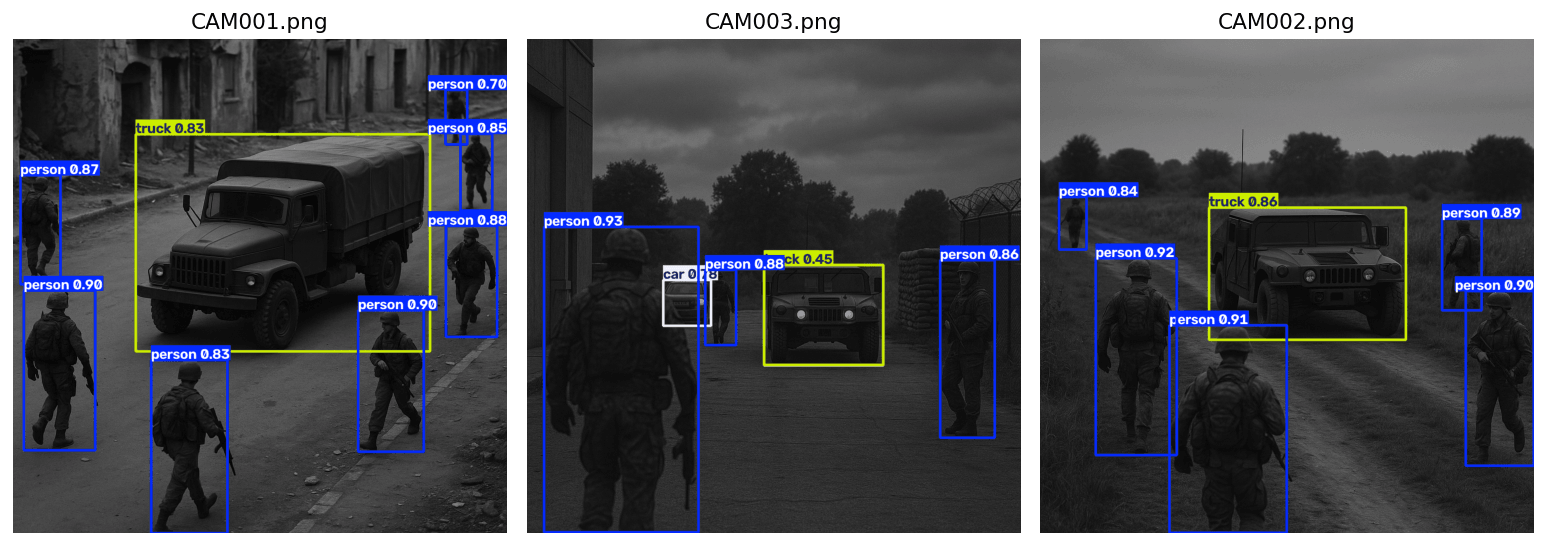 CAM001.png
person 0.70
truck 0.83
person 0.85
person 0.87
person 0.88
person 0.90
person 0.90
person 0.83
CAM003.png
person 0.93
car 0.78
person 0.88
ck 0.45
person 0.86
CAM002.png
person 0.84
truck 0.86
person 0.89
person 0.92
person 0.90
person 0.91